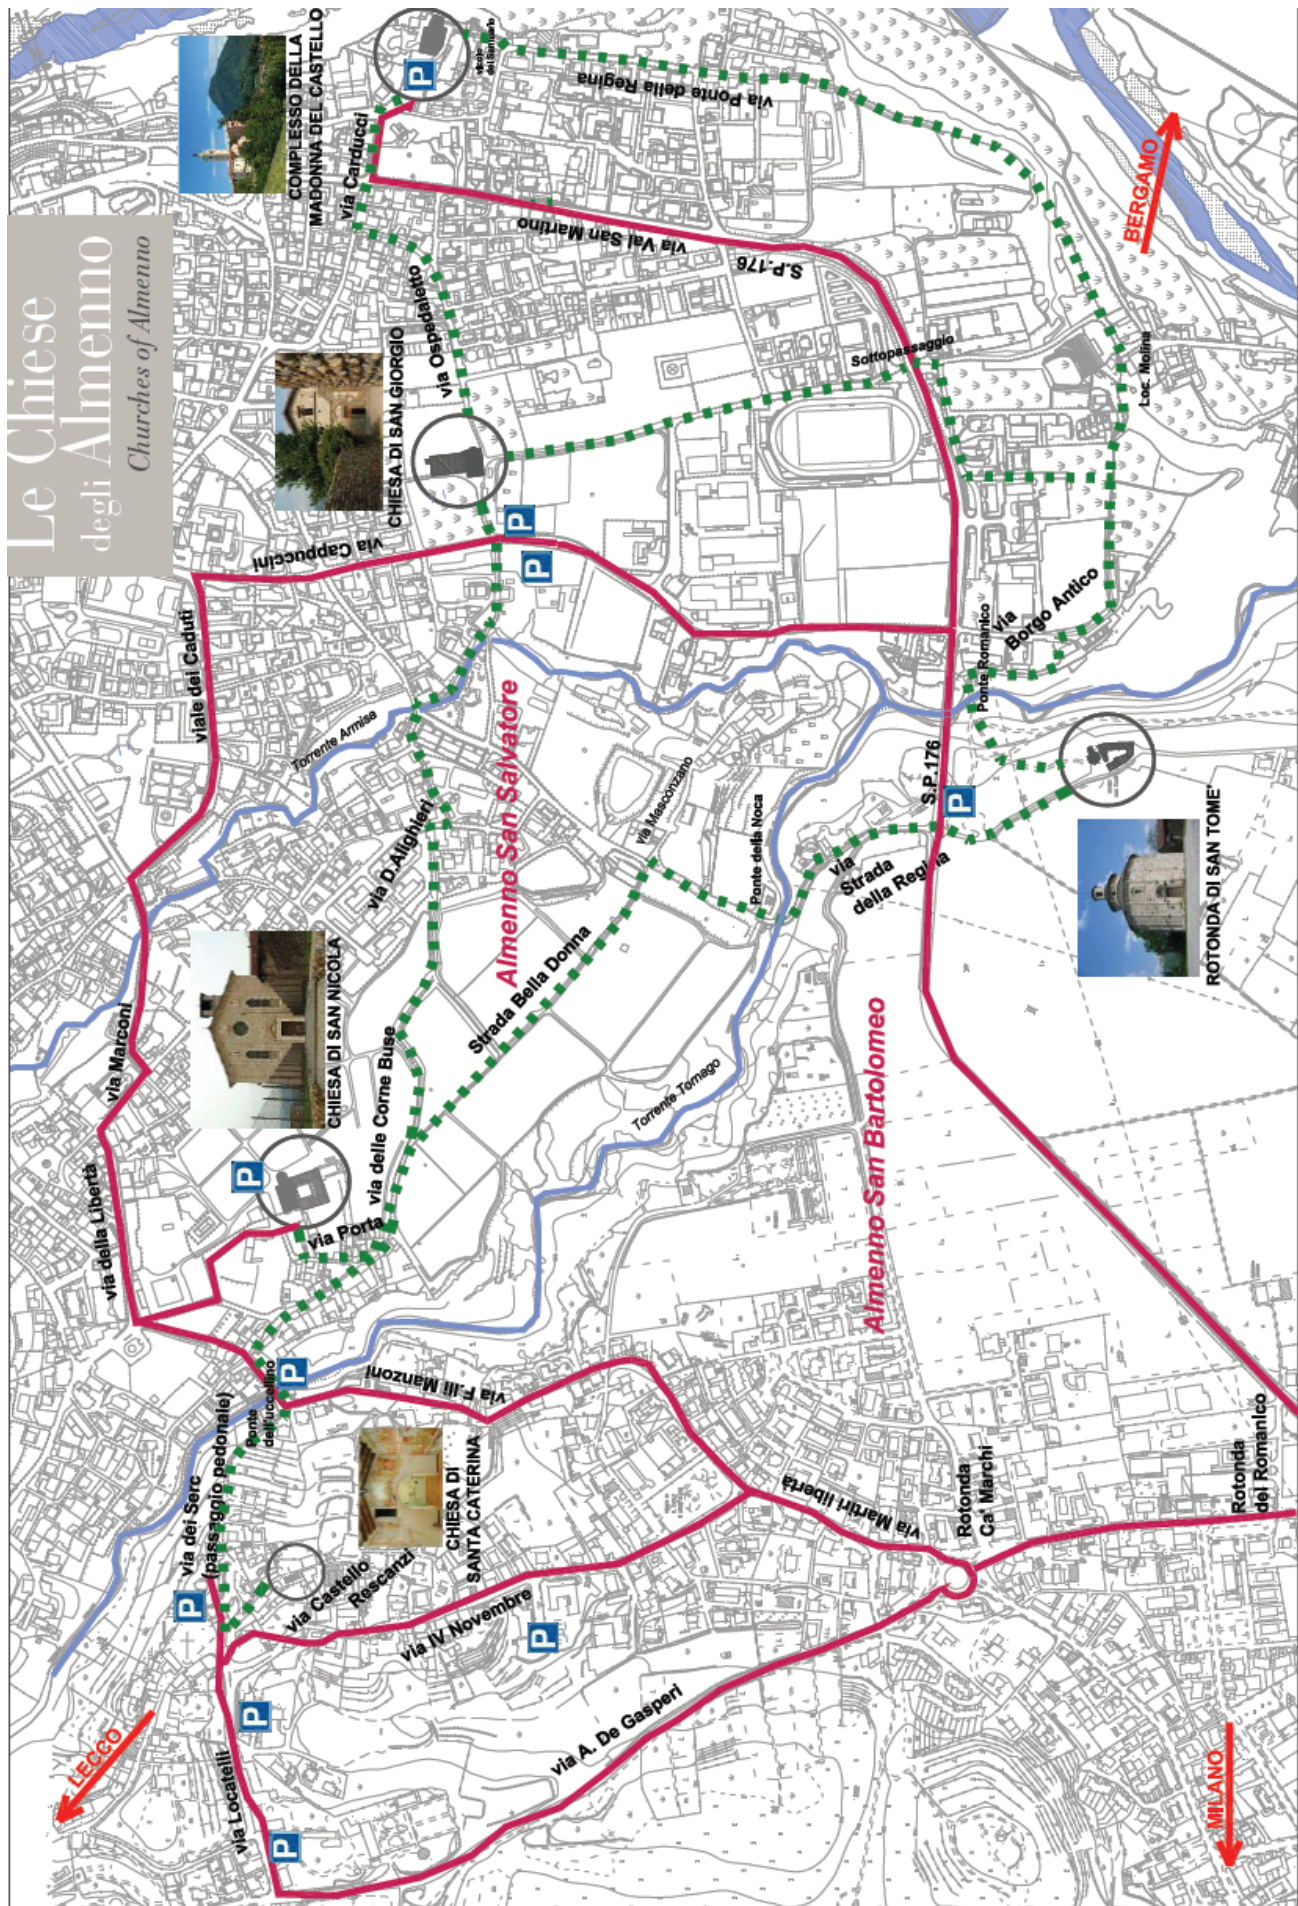 Le Chiese
degli Almenno
Churches of Almenno
COMPLESSO DELLA
MADONNA DEL CASTELLO
P
vicolo
del Santuario
via Ponte della Regina
via Carducci
via Val San Martino
S.P.176
BERGAMO
via Ospedaletto
CHIESA DI SAN GIORGIO
Sottopassaggio
Loc. Molina
via Cappuccini
P
P
viale dei Caduti
Torrente Armisa
Almenno San Salvatore
Ponte Romanico
via
Borgo Antico
via D.Alighieri
via Masconzano
Ponte della Noca
S.P.176
P
via
Strada
della Regina
ROTONDA DI SAN TOME'
CHIESA DI SAN NICOLA
via Marconi
Strada Bella Donna
via delle Corne Buse
Torrente Tornago
Almenno San Bartolomeo
via della Libertà
P
via Porta
P
Ponte
dell'uccellino
via F.lli Manzoni
via dei Serc
(passaggio pedonale)
CHIESA DI
SANTA CATERINA
via Castello
Rescanzi
via Martiri libertà
Rotonda
Ca' Marchi
Rotonda
del Romanico
P
via IV Novembre
P
P
via A. De Gasperi
LECCO
via Locatelli
P
MILANO